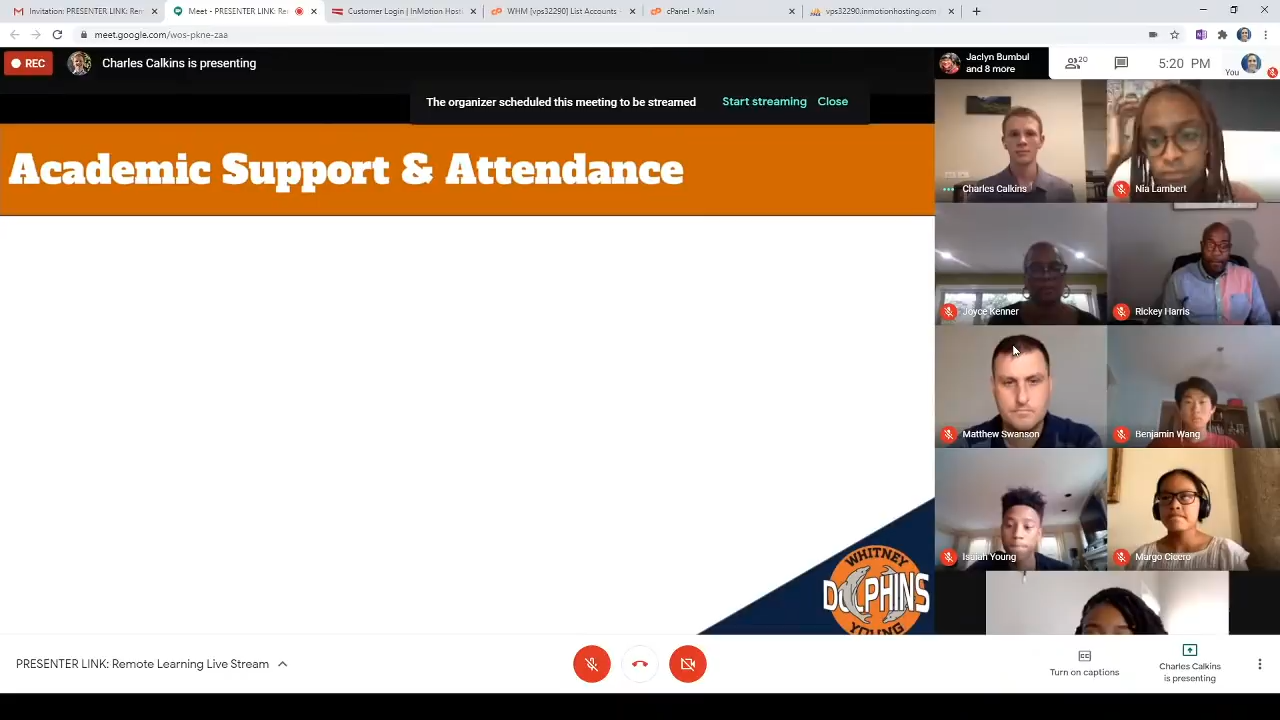 Invitation: PRESENTER LINK: Re
Meet - PRESENTER LINK: Re
Customer Login | InMotion Host
WHM [vps32290] List Accounts -
cPanel - Main
vps32290.inmotionhosting.com
meet.google.com/wos-pkne-zaa
REC
Charles Calkins is presenting
Jaclyn Bumbul
and 8 more
20
5:20 PM
You
The organizer scheduled this meeting to be streamed
Start streaming
Close
Academic Support & Attendance
Charles Calkins
Nia Lambert
Joyce Kenner
Rickey Harris
Matthew Swanson
Benjamin Wang
Isaiah Young
Margo Cicero
WHITNEY
DOLPHINS
YOUNG
PRESENTER LINK: Remote Learning Live Stream
CC
Turn on captions
Charles Calkins
is presenting